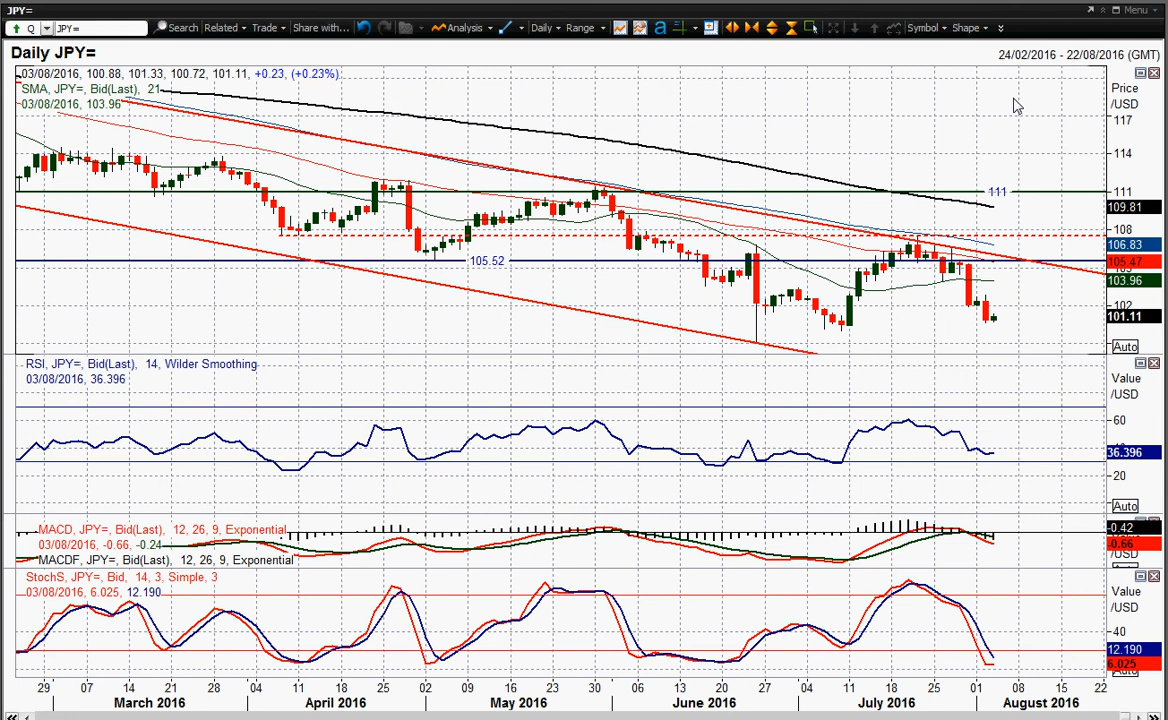 JPY=
Menu
Q JPY= Search Related Trade Share with... Analysis Daily Range Symbol Shape
Daily JPY=
24/02/2016 - 22/08/2016 (GMT)
03/08/2016, 100.88, 101.33, 100.72, 101.11, +0.23, (+0.23%)
SMA, JPY=, Bid(Last), 21
03/08/2016, 103.96
Price
/USD
117
114
111
111
109.81
108
106.83
105.52
105.47
103.96
102
101.11
Auto
RSI, JPY=, Bid(Last), 14, Wilder Smoothing
03/08/2016, 36.396
Value
/USD
60
36.396
20
Auto
MACD, JPY=, Bid(Last), 12, 26, 9, Exponential
03/08/2016, -0.66, -0.24
MACDF, JPY=, Bid(Last), 12, 26, 9, Exponential
-0.42
-0.66
/USD
StochS, JPY=, Bid, 14, 3, Simple, 3
03/08/2016, 6.025, 12.190
Value
/USD
40
12.190
6.025
29 07 14 21 28 04 11 18 25 02 09 16 23 30 06 13 20 27 04 11 18 25 01 08 15 22
March 2016 April 2016 May 2016 June 2016 July 2016 August 2016